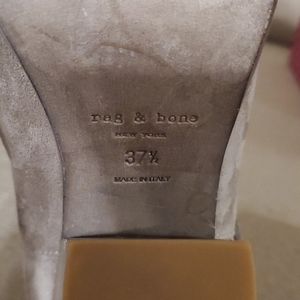 rag & bone
NEW YORK
37½
MADE IN ITALY